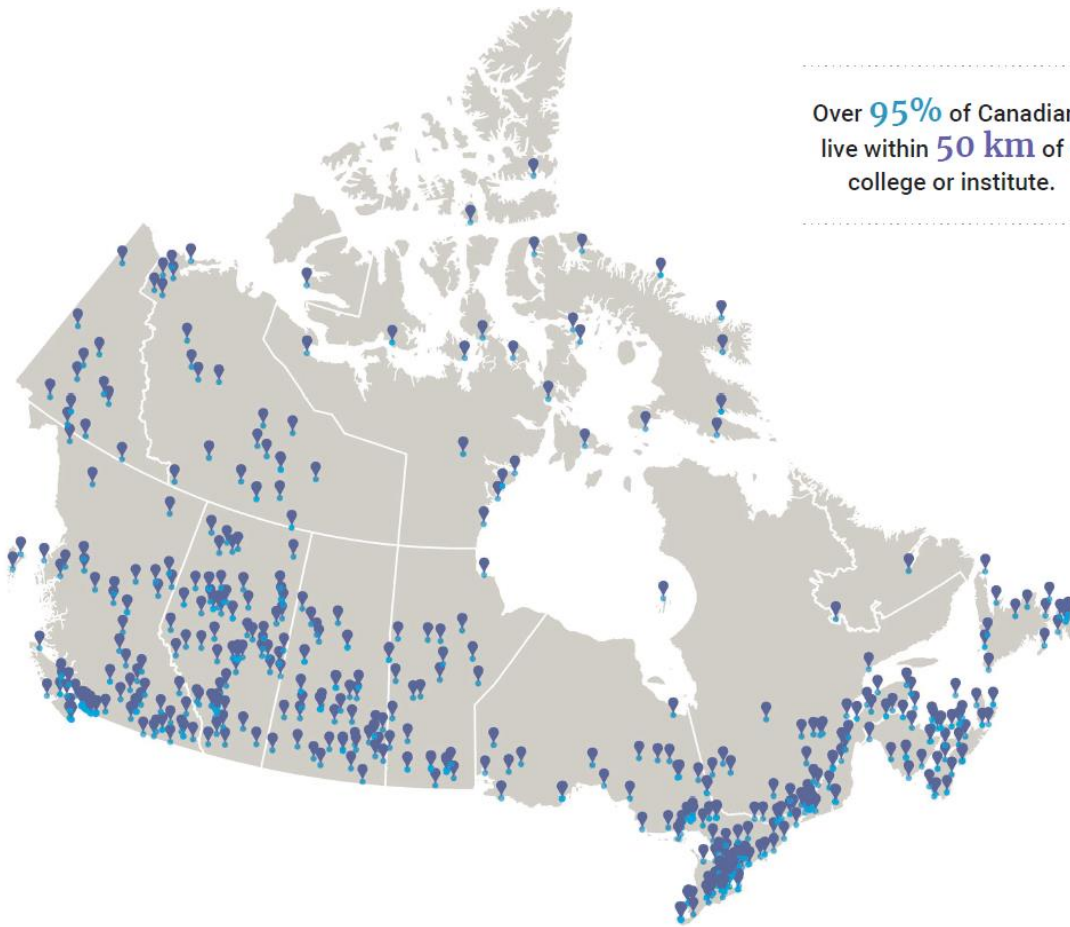 Over 95% of Canadian
live within 50 km of
college or institute.